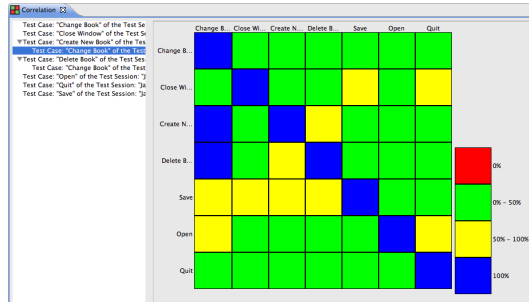 Correlation
Test Case: "Change Book" of the Test Se
Test Case: "Close Window" of the Test Se
Test Case: "Create New Book" of the Tes
Test Case: "Change Book" of the Test
Test Case: "Delete Book" of the Test Ses
Test Case: "Change Book" of the Test
Test Case: "Open" of the Test Session: "J
Test Case: "Quit" of the Test Session: "Ja
Test Case: "Save" of the Test Session: "Ja
Change B... Close Wi... Create N... Delete B... Save Open Quit
Change B...
Close Wi...
Create N...
Delete B...
Save
Open
Quit
0%
0% - 50%
50% - 100%
100%